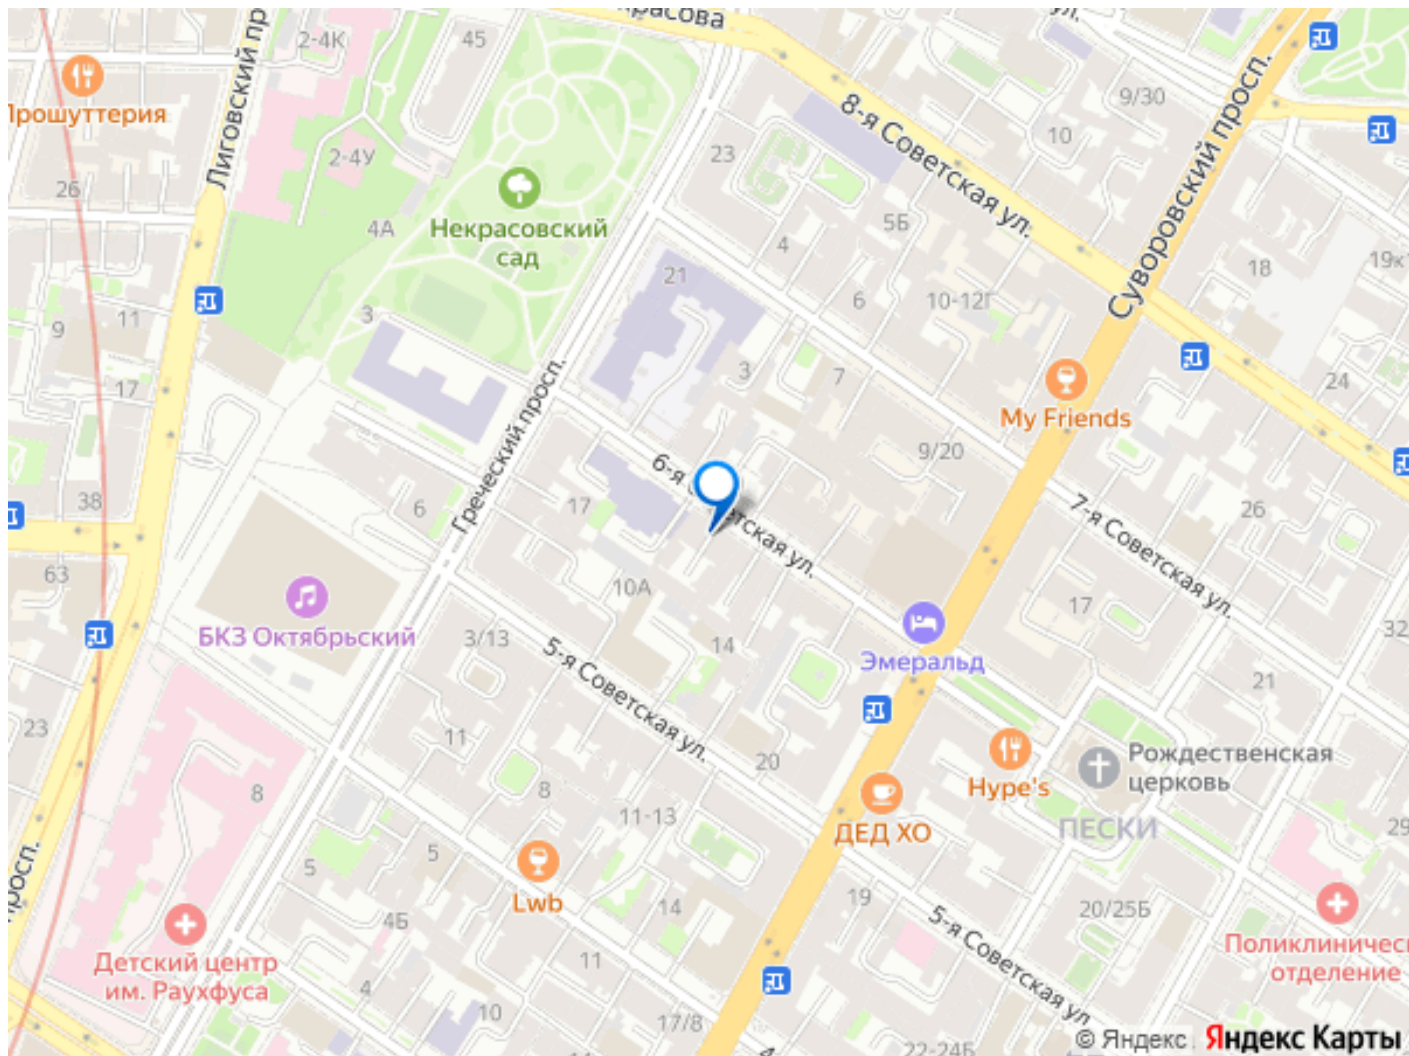 красова
ул.
2-4К
45
Прошуттерия
Лиговский пр
2-4У
26
4А
Некрасовский
сад
23
8-я Советская ул.
9/30
10
Суворовский просп.
5Б
4
6
10-12Г
18
19к
21
3
9
11
17
3
7
My Friends
24
Греческий просп.
9/20
6-я
етская ул.
7-я Советская ул.
26
38
6
17
63
10А
БКЗ Октябрьский
3/13
5-я Советская ул.
14
Эмеральд
17
32
21
23
11
20
Рождественская
церковь
Hype's
8
8
11-13
ДЕД ХО
ПЕСКИ
29
просп.
5
5
Lwb
4Б
14
19
5-я Советская ул.
20/25Б
Поликлиничес
отделение
Детский центр
им. Раухфуса
4
11
10
17/8
4
22-24Б
© Яндекс
Яндекс Карты